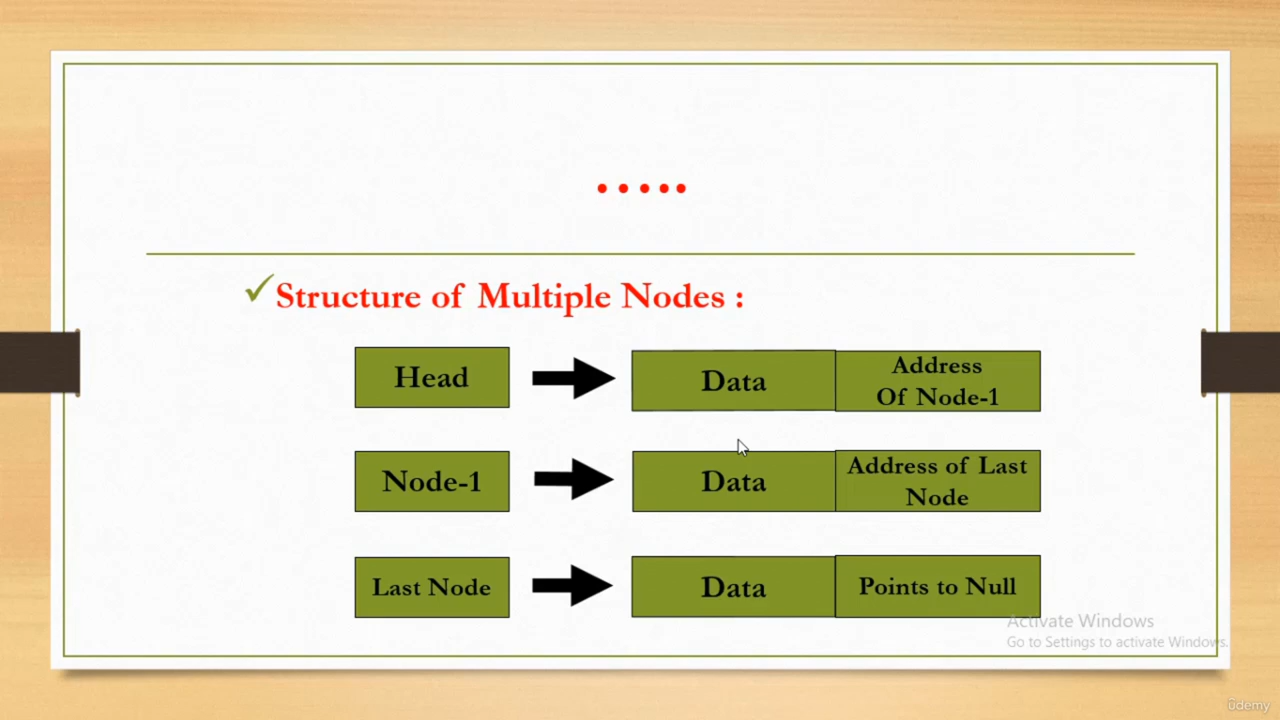 .....
✓Structure of Multiple Nodes :
Head
Data
Address
Of Node-1
Node-1
Data
Address of Last
Node
Last Node
Data
Points to Null
Activate Windows
Go to Settings to activate Windows.
ûdemy